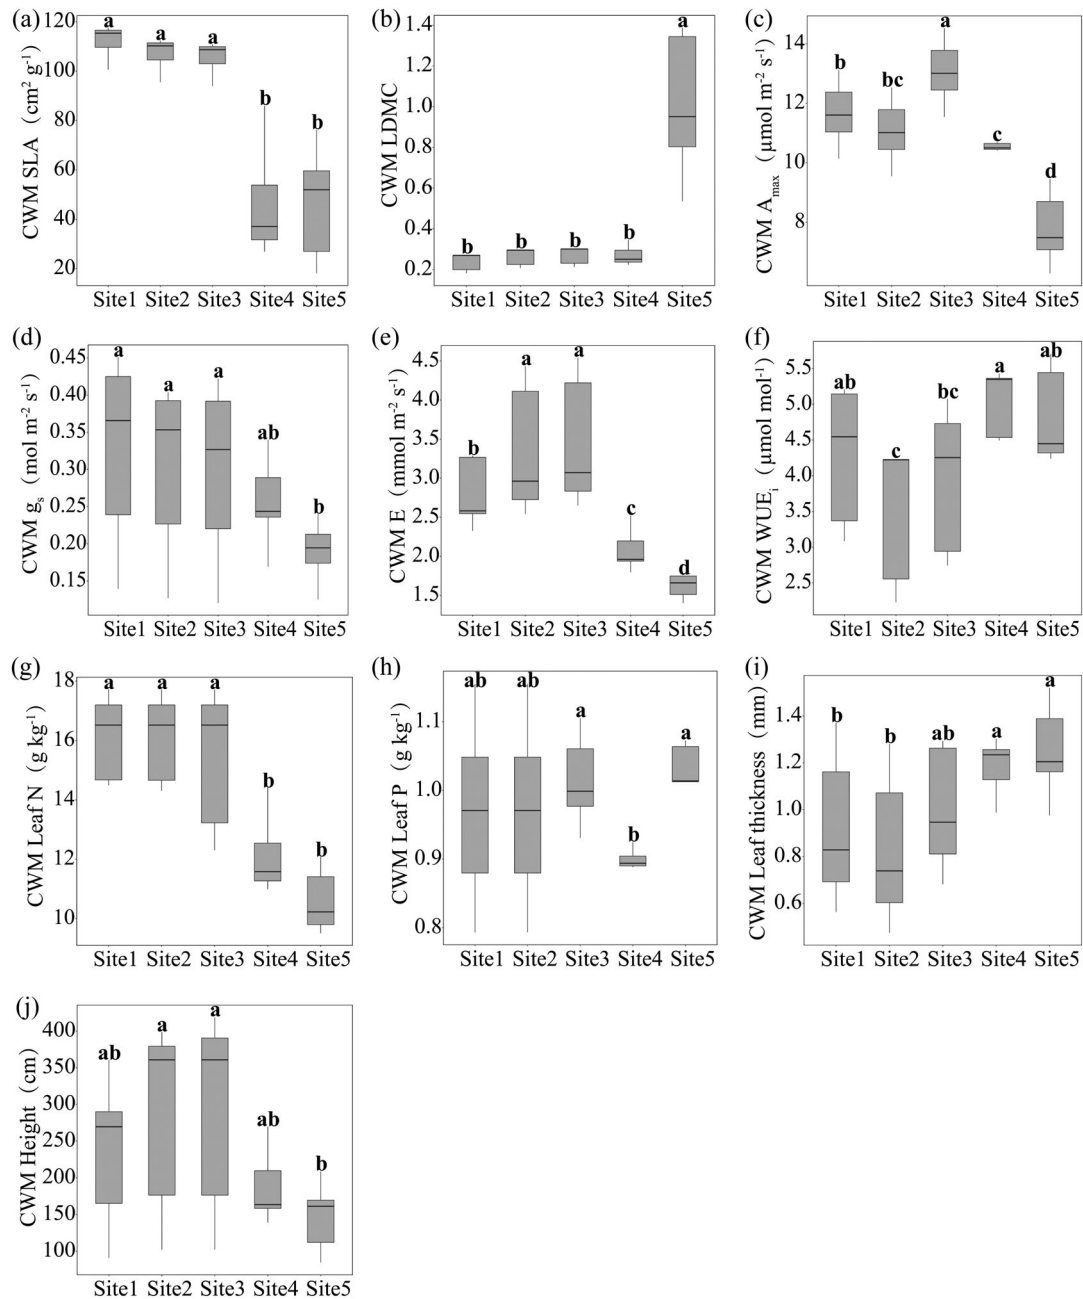 (a)
CWM SLA (cm² g⁻¹)
120
100
80
60
40
20
a
a
a
b
b
Site1 Site2 Site3 Site4 Site5
(b)
CWM LDMC
1.4
1.2
1.0
0.8
0.6
0.4
0.2
b
b
b
b
a
Site1 Site2 Site3 Site4 Site5
(c)
CWM Amax (μmol m⁻² s⁻¹)
14
12
10
8
b
bc
a
c
d
Site1 Site2 Site3 Site4 Site5
(d)
CWM gs (mol m⁻² s⁻¹)
0.45
0.40
0.35
0.30
0.25
0.20
0.15
a
a
a
ab
b
Site1 Site2 Site3 Site4 Site5
(e)
CWM E (mmol m⁻² s⁻¹)
4.5
4.0
3.5
3.0
2.5
2.0
1.5
b
a
a
c
d
Site1 Site2 Site3 Site4 Site5
(f)
CWM WUEi (μmol mol⁻¹)
5.5
5.0
4.5
4.0
3.5
3.0
2.5
ab
c
bc
a
ab
Site1 Site2 Site3 Site4 Site5
(g)
CWM Leaf N (g kg⁻¹)
18
16
14
12
10
a
a
a
b
b
Site1 Site2 Site3 Site4 Site5
(h)
CWM Leaf P (g kg⁻¹)
1.1
1.0
0.9
0.8
ab
ab
a
b
a
Site1 Site2 Site3 Site4 Site5
(i)
CWM Leaf thickness (mm)
1.4
1.2
1.0
0.8
0.6
b
b
ab
a
a
Site1 Site2 Site3 Site4 Site5
(j)
CWM Height (cm)
400
350
300
250
200
150
100
ab
a
a
ab
b
Site1 Site2 Site3 Site4 Site5